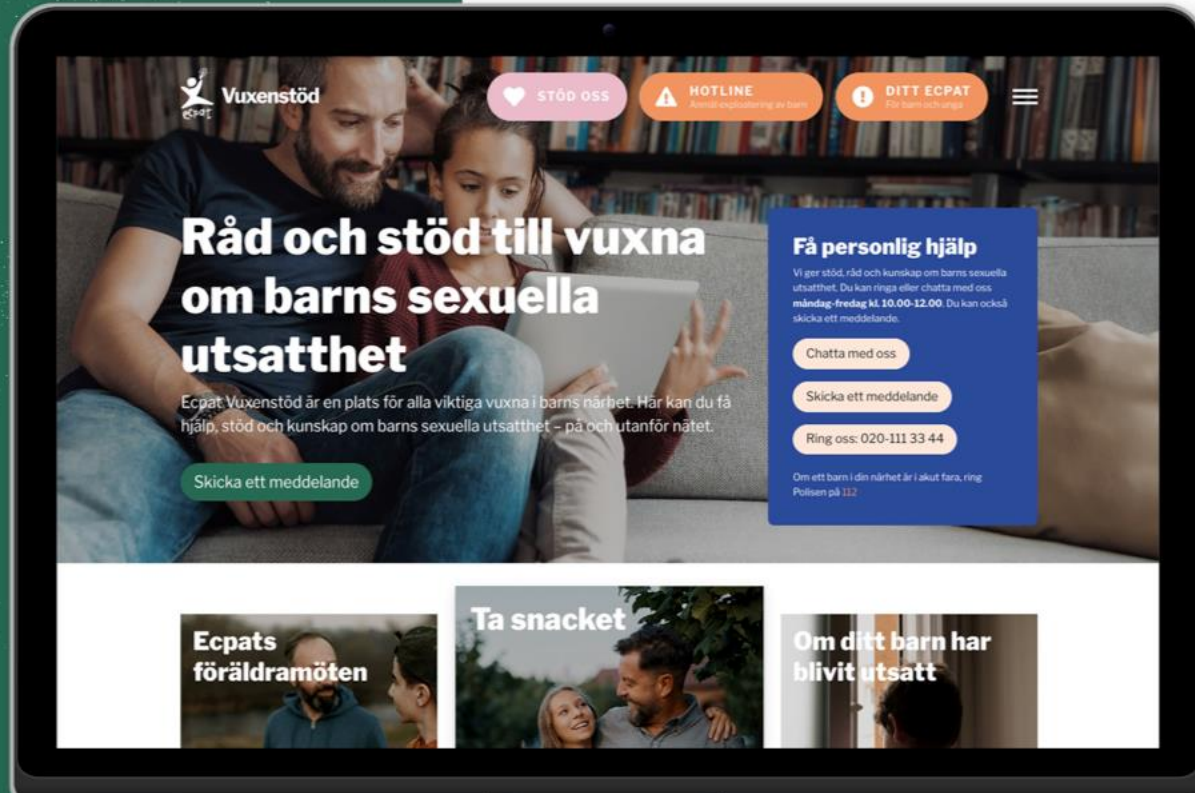 ecpat
Vuxenstöd
STÖD OSS
HOTLINE
Anmäl exploatering av barn
DITT ECPAT
För barn och unga
Råd och stöd till vuxna
om barns sexuella
utsatthet
Ecpat Vuxenstöd är en plats för alla viktiga vuxna i barns närhet. Här kan du få
hjälp, stöd och kunskap om barns sexuella utsatthet – på och utanför nätet.
Skicka ett meddelande
Få personlig hjälp
Vi ger stöd, råd och kunskap om barns sexuella
utsatthet. Du kan ringa eller chatta med oss
måndag-fredag kl. 10.00-12.00. Du kan också
skicka ett meddelande.
Chatta med oss
Skicka ett meddelande
Ring oss: 020-111 33 44
Om ett barn i din närhet är i akut fara, ring
Polisen på 112
Ecpats
föräldramöten
Ta snacket
Om ditt barn har
blivit utsatt